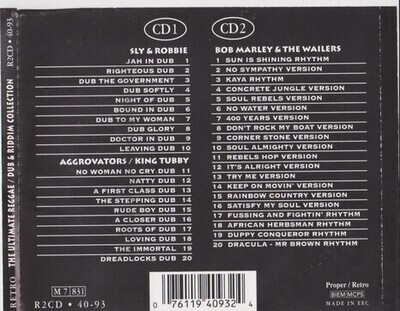 CD1
SLY & ROBBIE
JAH IN DUB 1
RIGHTEOUS DUB 2
DUB THE GOVERNMENT 3
DUB SOFTLY 4
NIGHT OF DUB 5
BOUND IN DUB 6
DUB TO MY WOMAN 7
DUB GLORY 8
DOCTOR IN DUB 9
LEAVING DUB 10
AGGROVATORS / KING TUBBY
NO WOMAN NO CRY DUB 11
NATTY DUB 12
A FIRST CLASS DUB 13
THE STEPPING DUB 14
RUDE BOY DUB 15
A CLOSER DUB 16
ROOTS OF DUB 17
LOVING DUB 18
THE IMMORTAL 19
DREADLOCKS DUB 20
CD2
BOB MARLEY & THE WAILERS
1 SUN IS SHINING RHYTHM
2 NO SYMPATHY VERSION
3 KAYA RHYTHM
4 CONCRETE JUNGLE VERSION
5 SOUL REBELS VERSION
6 NO WATER VERSION
7 400 YEARS VERSION
8 DON'T ROCK MY BOAT VERSION
9 CORNER STONE VERSION
10 SOUL ALMIGHTY VERSION
11 REBELS HOP VERSION
12 IT'S ALRIGHT VERSION
13 TRY ME VERSION
14 KEEP ON MOVIN' VERSION
15 RAINBOW COUNTRY VERSION
16 SATISFY MY SOUL VERSION
17 FUSSING AND FIGHTIN' RHYTHM
18 AFRICAN HERBSMAN RHYTHM
19 DUPPY CONQUEROR RHYTHM
20 DRACULA - MR BROWN RHYTHM
RETRO THE ULTIMATE REGGAE / DUB & RIDDIM COLLECTION R2CD • 40-93
M 7 831
R2CD • 40-93
0 76119 40932 4
Proper / Retro
BIEM/MCPS
MADE IN EEC